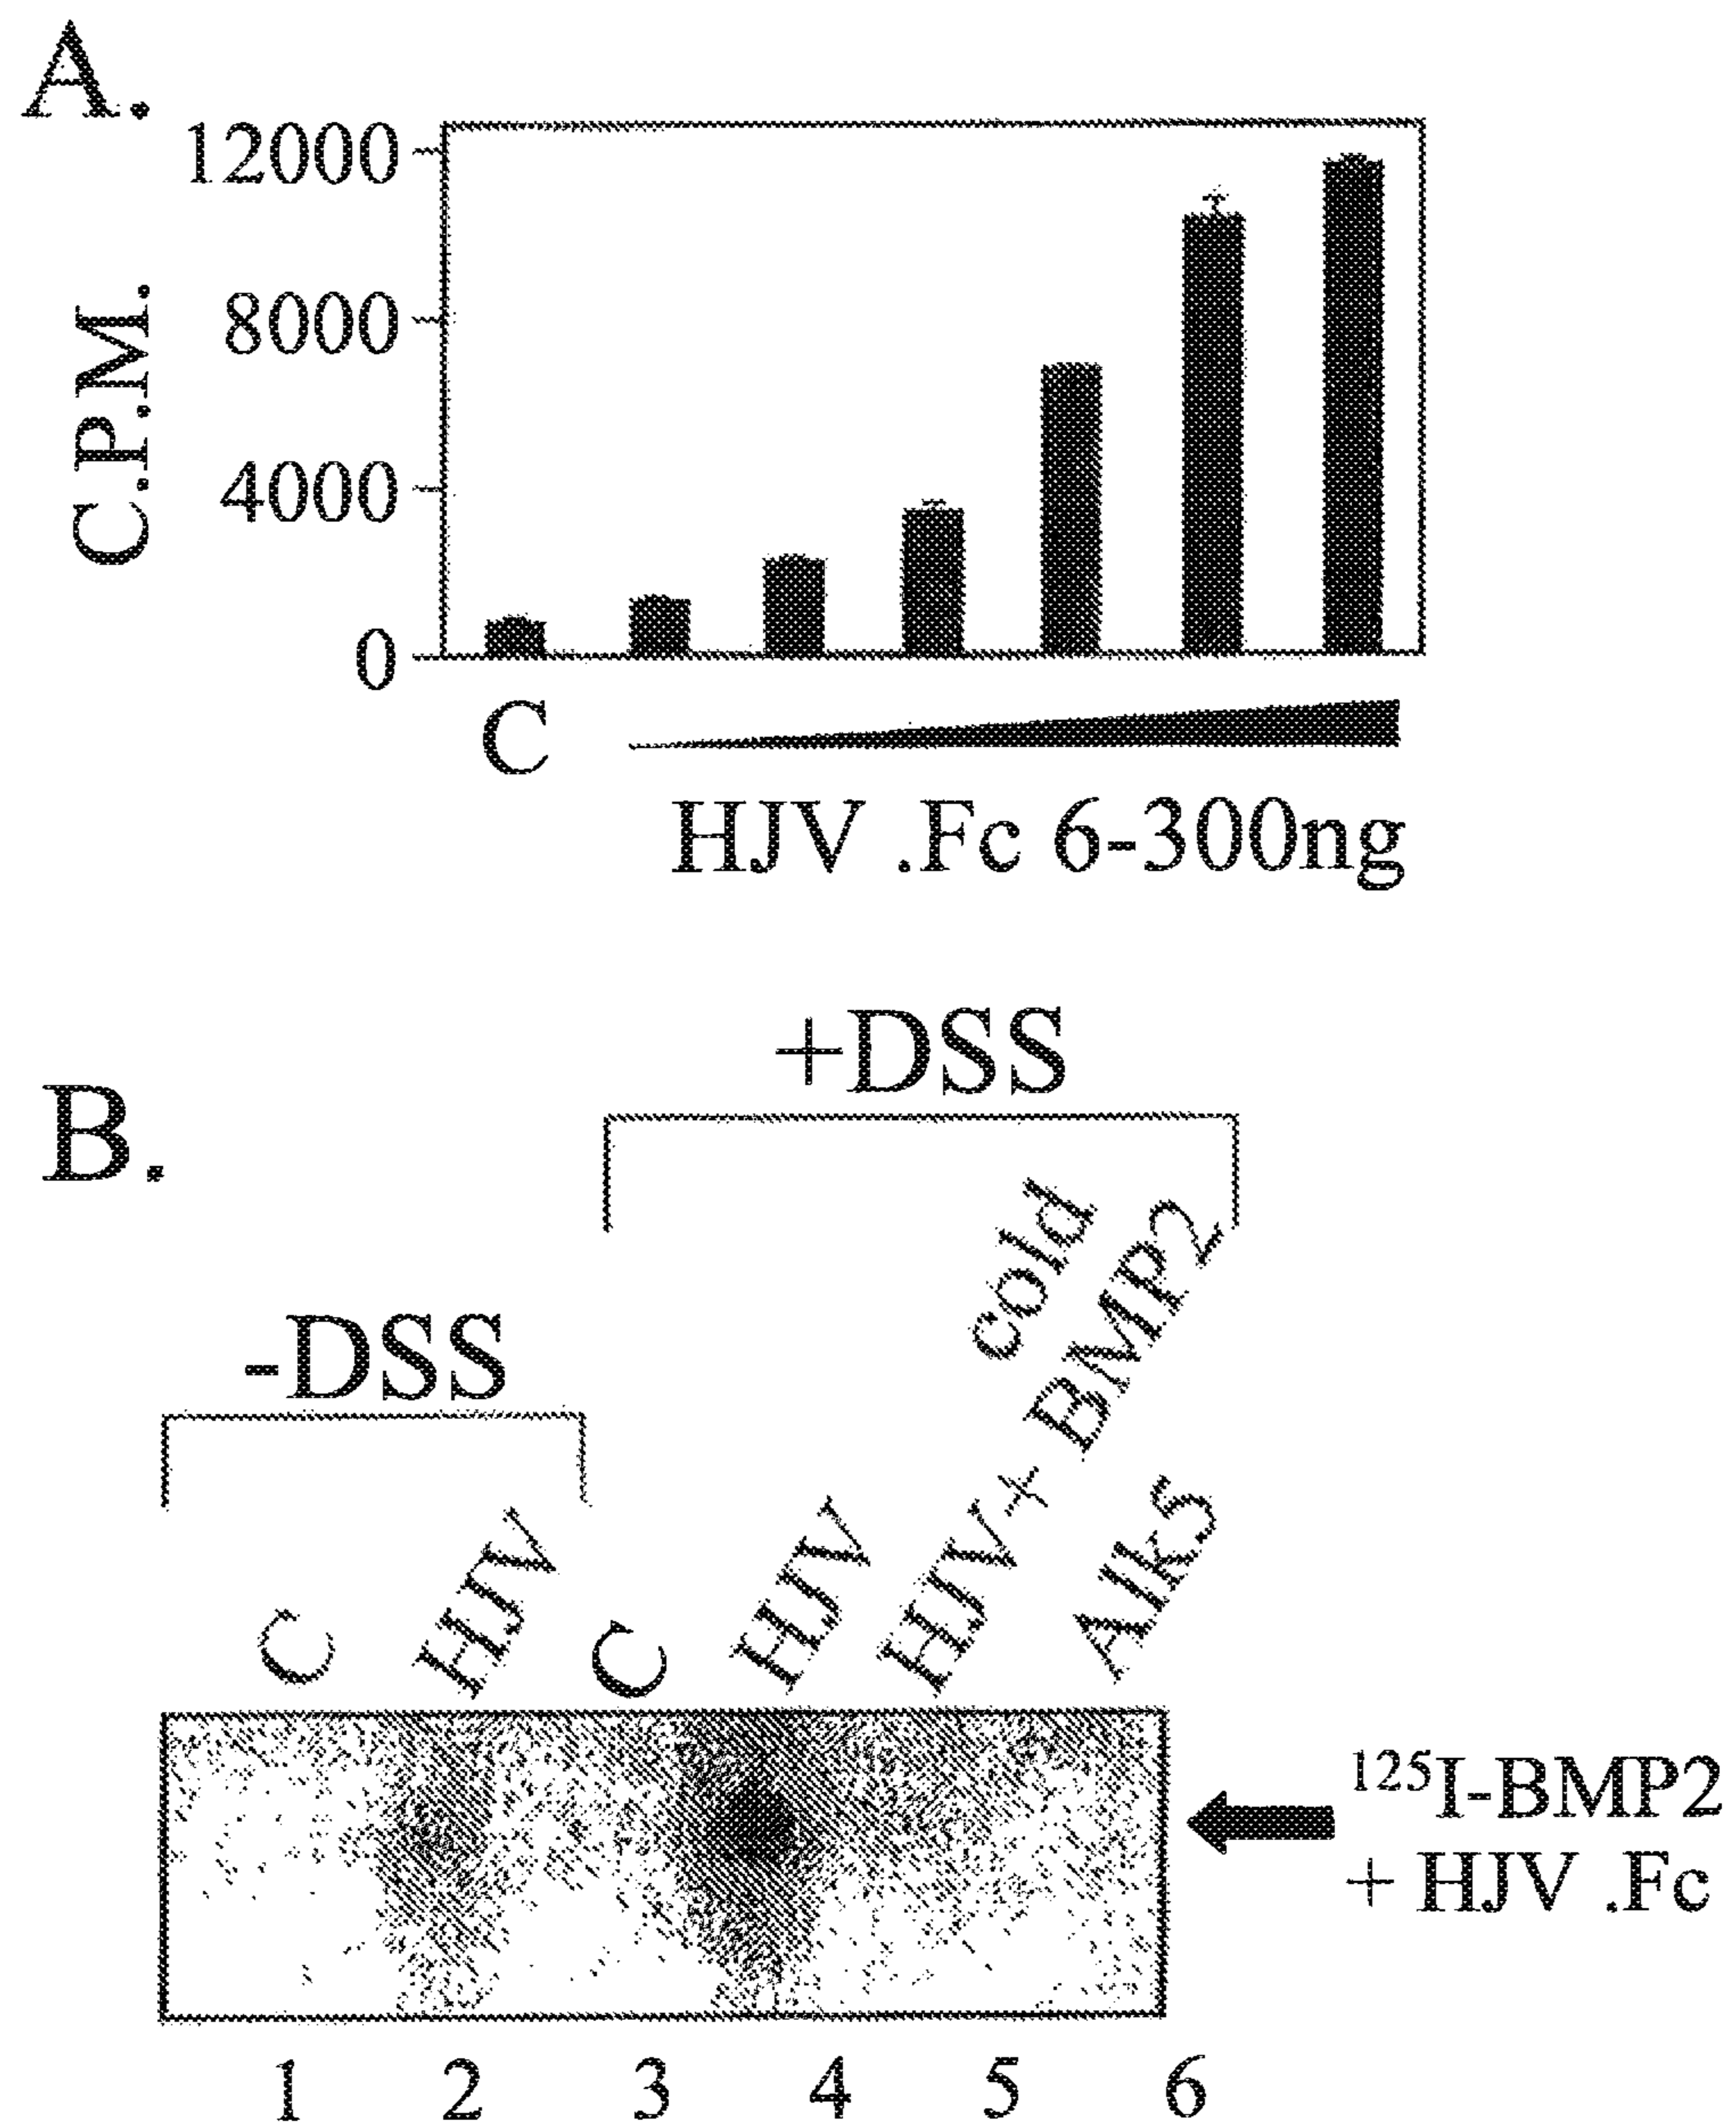 A.
12000
8000
4000
0
C.P.M.
C
HJV .Fc 6-300ng
B.
+DSS
-DSS
C
HJV
C
HJV
HJV+ cold BMP2
Alk5
125I-BMP2
+ HJV .Fc
1 2 3 4 5 6